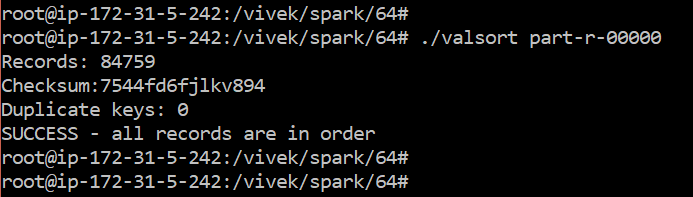 root@ip-172-31-5-242:/vivek/spark/64#
root@ip-172-31-5-242:/vivek/spark/64# ./valsort part-r-00000
Records: 84759
Checksum:7544fd6fjlkv894
Duplicate keys: 0
SUCCESS - all records are in order
root@ip-172-31-5-242:/vivek/spark/64#
root@ip-172-31-5-242:/vivek/spark/64#